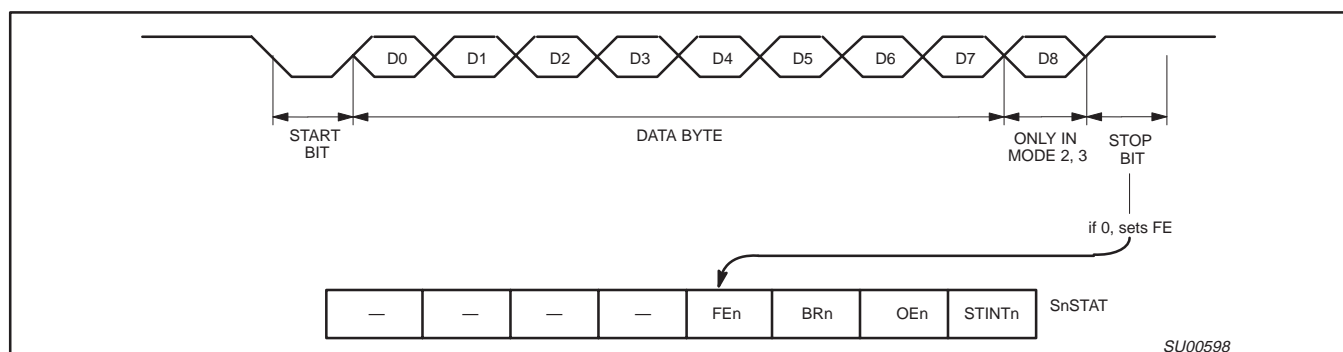 D0 D1 D2 D3 D4 D5 D6 D7 D8
START
BIT
DATA BYTE
ONLY IN
MODE 2, 3
STOP
BIT
if 0, sets FE
— — — — FEn BRn OEn STINTn SnSTAT
SU00598